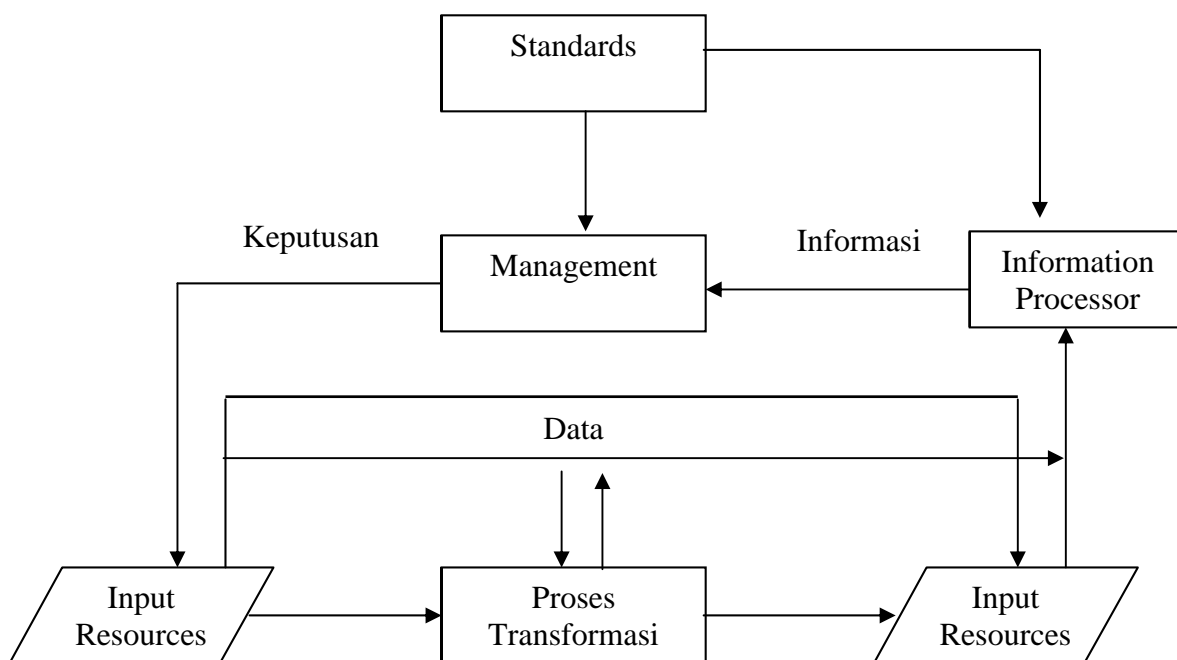 Standards
Keputusan
Management
Informasi
Information
Processor
Data
Input
Resources
Proses
Transformasi
Input
Resources